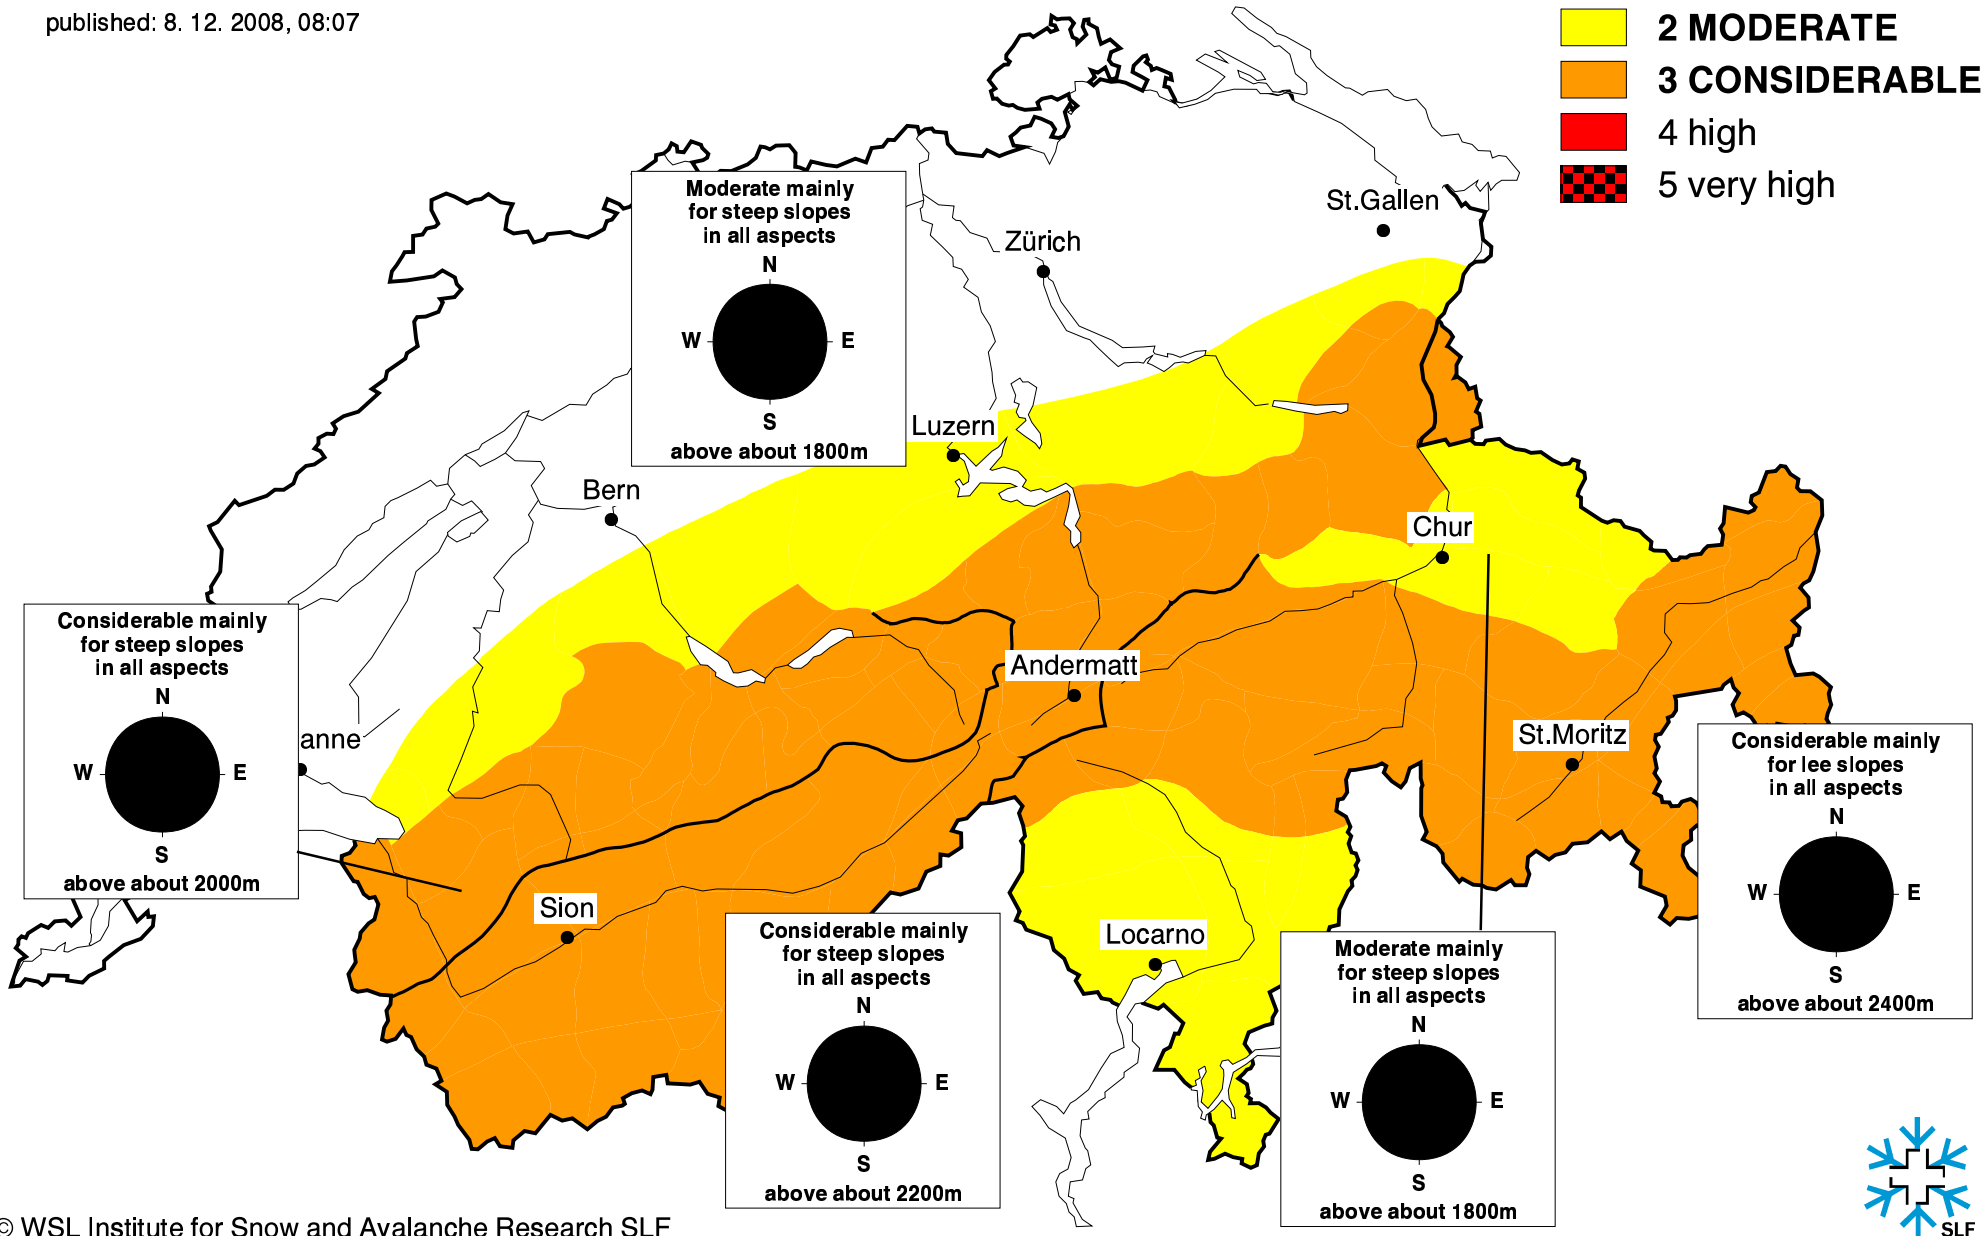 published: 8. 12. 2008, 08:07
2 MODERATE
3 CONSIDERABLE
4 high
5 very high
St.Gallen
Zürich
Moderate mainly
for steep slopes
in all aspects
N
W E
S
above about 1800m
Luzern
Bern
Chur
Considerable mainly
for steep slopes
in all aspects
N
W E
S
above about 2000m
anne
Andermatt
St.Moritz
Considerable mainly
for lee slopes
in all aspects
N
W E
S
above about 2400m
Sion
Considerable mainly
for steep slopes
in all aspects
N
W E
S
above about 2200m
Locarno
Moderate mainly
for steep slopes
in all aspects
N
W E
S
above about 1800m
© WSL Institute for Snow and Avalanche Research SLF
SLF